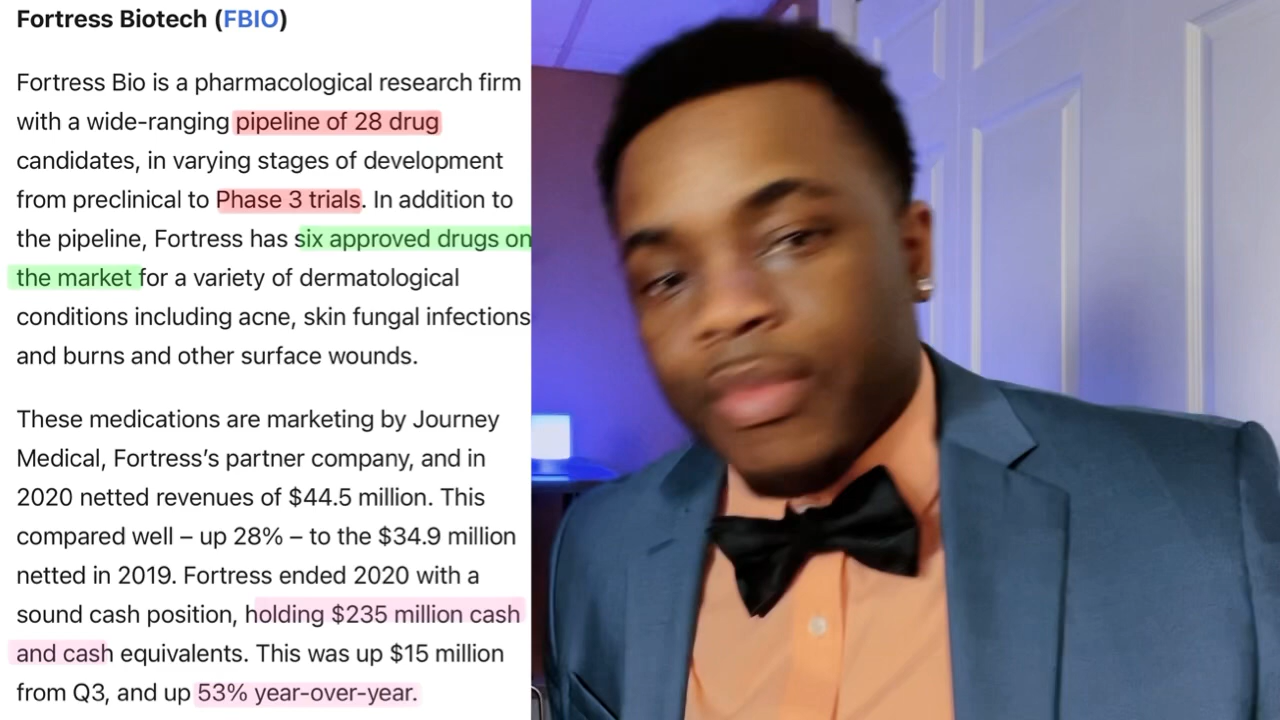 Fortress Biotech (FBIO)
Fortress Bio is a pharmacological research firm
with a wide-ranging pipeline of 28 drug
candidates, in varying stages of development
from preclinical to Phase 3 trials. In addition to
the pipeline, Fortress has six approved drugs on
the market for a variety of dermatological
conditions including acne, skin fungal infections
and burns and other surface wounds.
These medications are marketing by Journey
Medical, Fortress’s partner company, and in
2020 netted revenues of $44.5 million. This
compared well – up 28% – to the $34.9 million
netted in 2019. Fortress ended 2020 with a
sound cash position, holding $235 million cash
and cash equivalents. This was up $15 million
from Q3, and up 53% year-over-year.